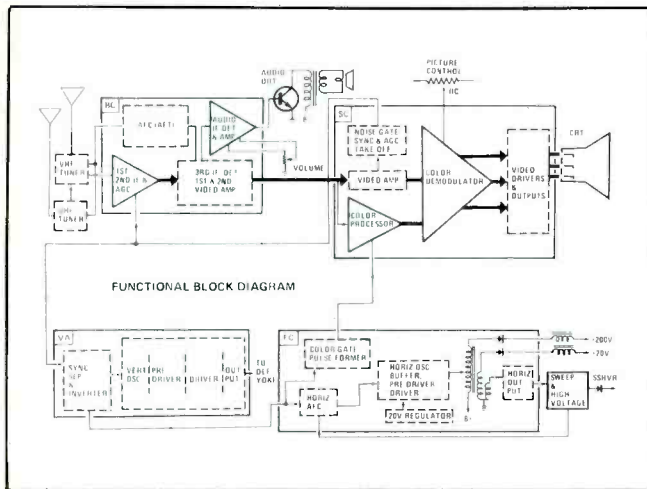 AUDIO
OUT
PICTURE
CONTROL
DC
BC
SC
AFC (AFT)
AUDIO
IF DET
& AMP
NOISE GATE
SYNC & AGC
TAKE OFF
CRT
VHF
TUNER
UHF
TUNER
1ST
2ND IF &
AGC
3RD IF, DET
1ST & 2ND
VIDEO AMP
VOLUME
VIDEO AMP
COLOR
DEMODULATOR
VIDEO
DRIVERS
&
OUTPUTS
COLOR
PROCESSOR
FUNCTIONAL BLOCK DIAGRAM
VA
SYNC
SEP
&
INVERTER
VERT
OSC
PRE
DRIVER
DRIVER
OUT
PUT
TO
DEF
YOKE
COLOR GATE
PULSE FORMER
HORIZ
AFC
HORIZ OSC
BUFFER
PRE DRIVER
DRIVER
20V REGULATOR
HORIZ
OUT
PUT
SWEEP
&
HIGH
VOLTAGE
-200V
-70V
SSHVR